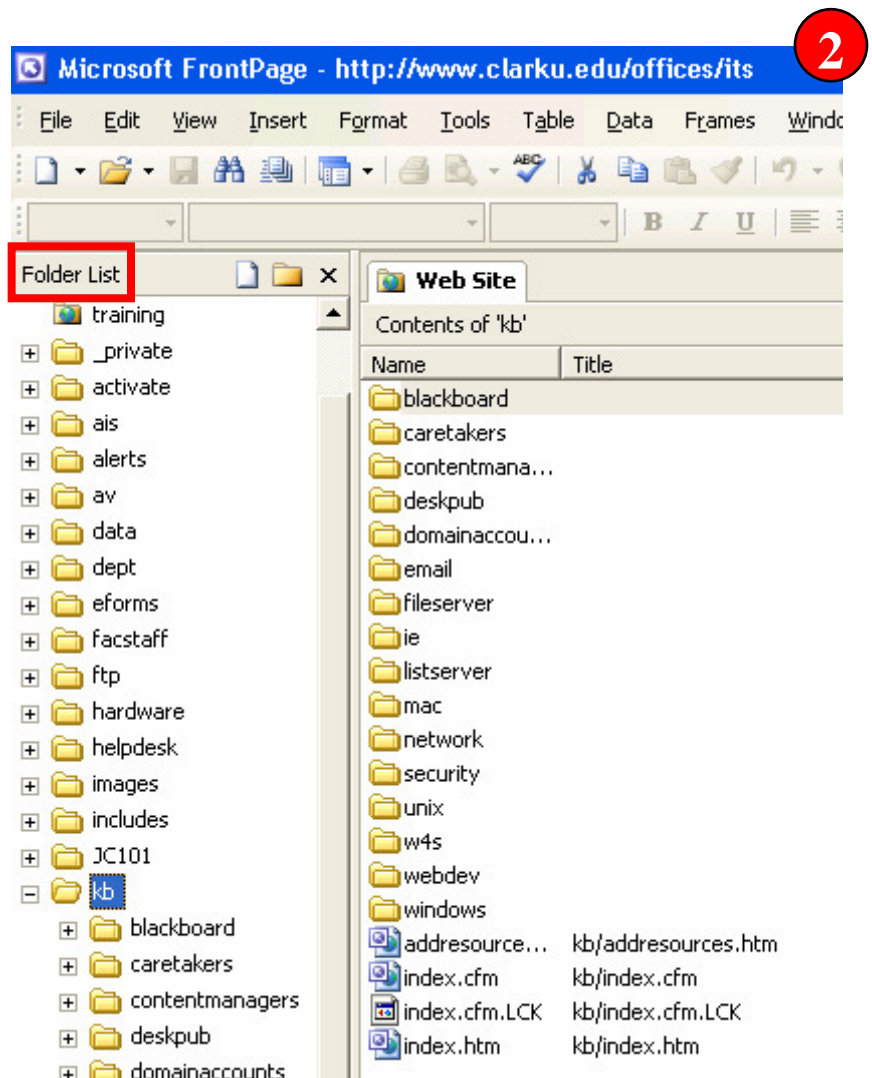 2
Microsoft FrontPage - http://www.clarku.edu/offices/its
File Edit View Insert Format Tools Table Data Frames
ABC
B I U
Folder List
training
_private
activate
ais
alerts
av
data
dept
eforms
facstaff
ftp
hardware
helpdesk
images
includes
JC101
kb
blackboard
caretakers
contentmanagers
deskpub
domainaccounts
Web Site
Contents of 'kb'
Name Title
blackboard
caretakers
contentmana...
deskpub
domainaccou...
email
fileserver
ie
listserver
mac
network
security
unix
w4s
webdev
windows
addresource... kb/addresources.htm
index.cfm kb/index.cfm
index.cfm.LCK kb/index.cfm.LCK
index.htm kb/index.htm